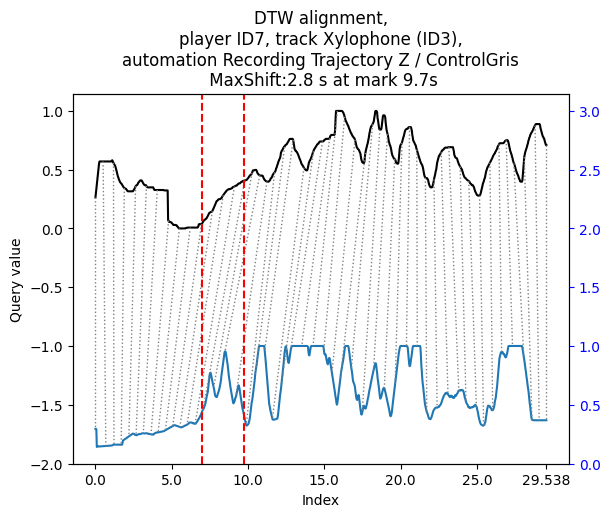 DTW alignment,
player ID7, track Xylophone (ID3),
automation Recording Trajectory Z / ControlGris
MaxShift:2.8 s at mark 9.7s
1.0
0.5
0.0
−0.5
−1.0
−1.5
−2.0
Query value
3.0
2.5
2.0
1.5
1.0
0.5
0.0
0.0 5.0 10.0 15.0 20.0 25.0 29.538
Index